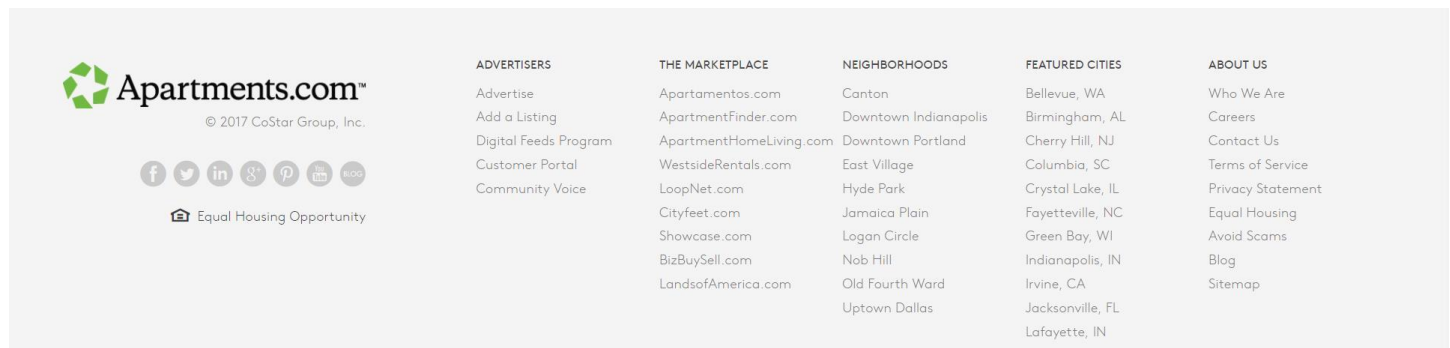 Apartments.com™
© 2017 CoStar Group, Inc.
f in g+ p You Tube BLOG
Equal Housing Opportunity
ADVERTISERS
Advertise
Add a Listing
Digital Feeds Program
Customer Portal
Community Voice
THE MARKETPLACE
Apartamentos.com
ApartmentFinder.com
ApartmentHomeLiving.com
WestsideRentals.com
LoopNet.com
Cityfeet.com
Showcase.com
BizBuySell.com
LandsofAmerica.com
NEIGHBORHOODS
Canton
Downtown Indianapolis
Downtown Portland
East Village
Hyde Park
Jamaica Plain
Logan Circle
Nob Hill
Old Fourth Ward
Uptown Dallas
FEATURED CITIES
Bellevue, WA
Birmingham, AL
Cherry Hill, NJ
Columbia, SC
Crystal Lake, IL
Fayetteville, NC
Green Bay, WI
Indianapolis, IN
Irvine, CA
Jacksonville, FL
Lafayette, IN
ABOUT US
Who We Are
Careers
Contact Us
Terms of Service
Privacy Statement
Equal Housing
Avoid Scams
Blog
Sitemap